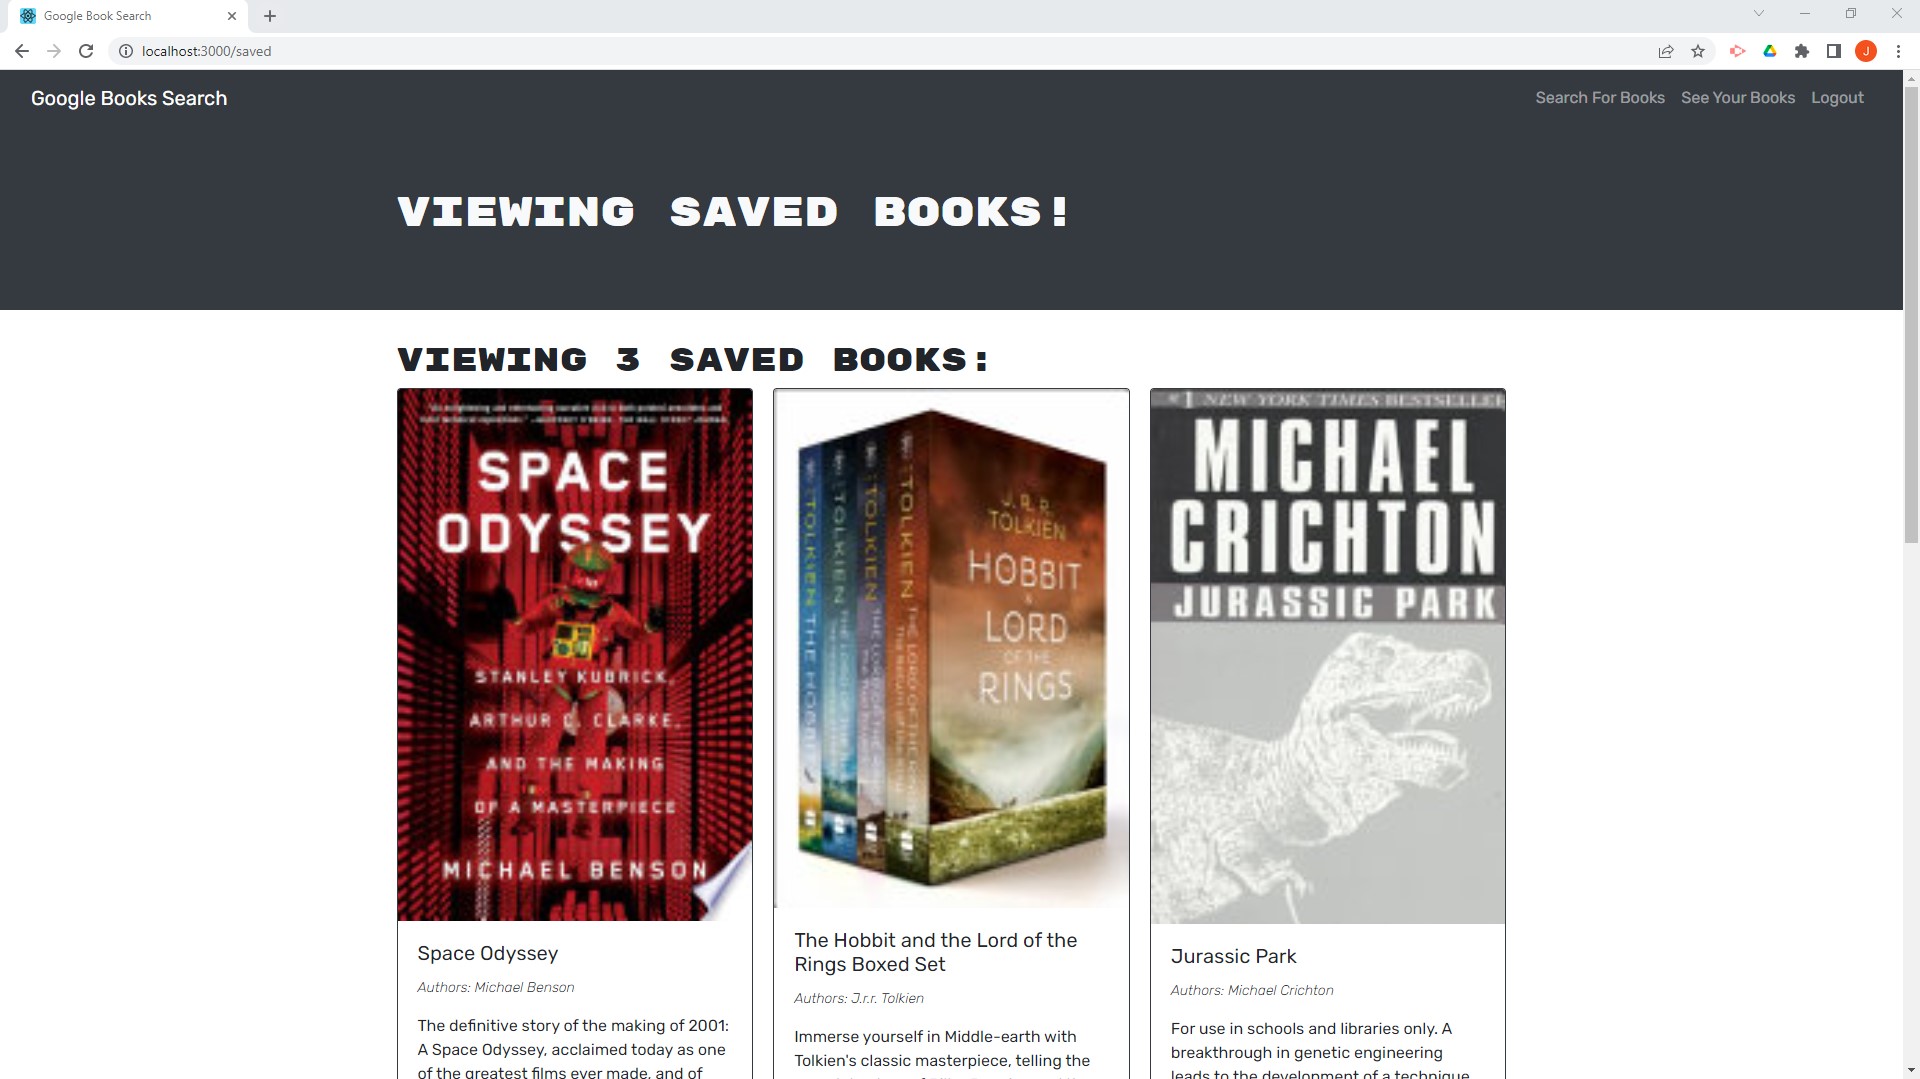 Google Book Search
localhost:3000/saved
J
Google Books Search
Search For Books
See Your Books
Logout
VIEWING SAVED BOOKS!
VIEWING 3 SAVED BOOKS:
SPACE
ODYSSEY
STANLEY KUBRICK,
ARTHUR C. CLARKE,
AND THE MAKING
OF A MASTERPIECE
MICHAEL BENSON
Space Odyssey
Authors: Michael Benson
The definitive story of the making of 2001:
A Space Odyssey, acclaimed today as one
of the greatest films ever made, and of
TOLKIEN THE HOBBIT
TOLKIEN
TOLKIEN
TOLKIEN
J.R.R.
TOLKIEN
HOBBIT
&
LORD
OF THE
RINGS
The Hobbit and the Lord of the
Rings Boxed Set
Authors: J.r.r. Tolkien
Immerse yourself in Middle-earth with
Tolkien's classic masterpiece, telling the
#1 NEW YORK TIMES BESTSELLER
MICHAEL
CRICHTON
JURASSIC PARK
Jurassic Park
Authors: Michael Crichton
For use in schools and libraries only. A
breakthrough in genetic engineering
leads to the development of a technique